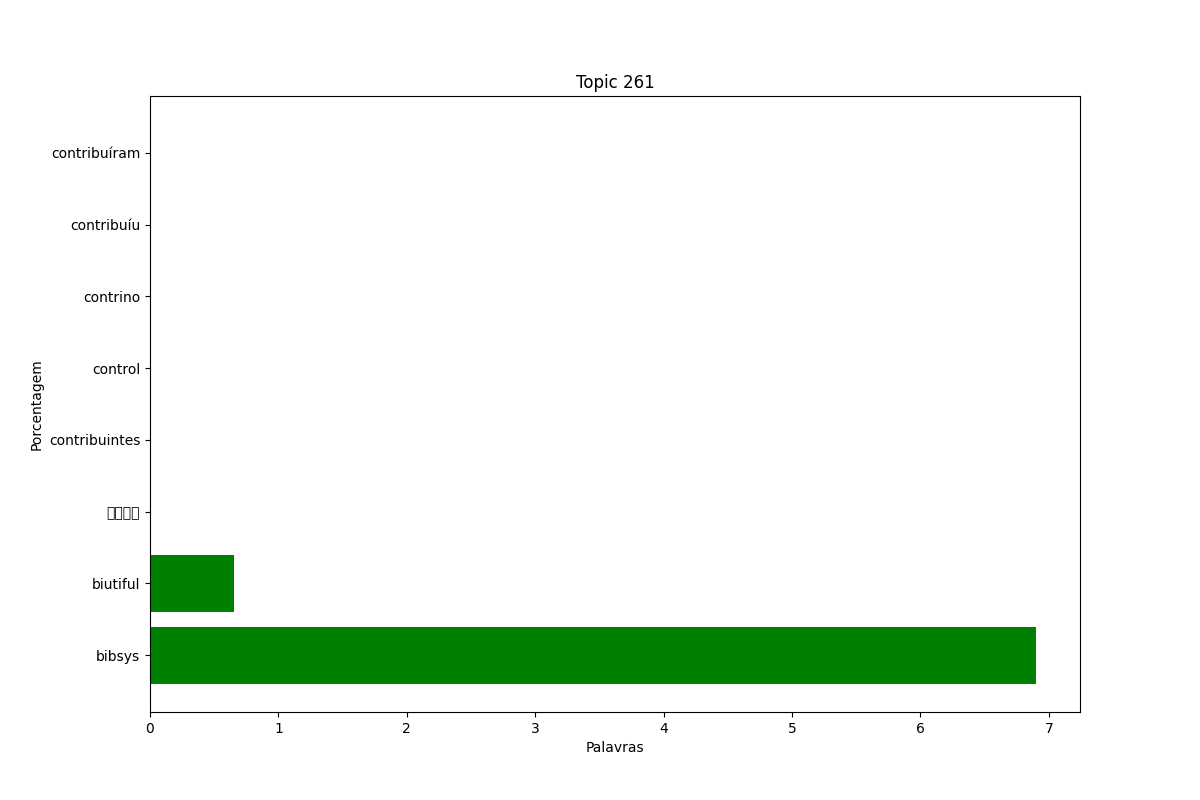 Topic 261
contribuíram
contribuíu
contrino
control
contribuintes
biutiful
bibsys
Porcentagem
0 1 2 3 4 5 6 7
Palavras